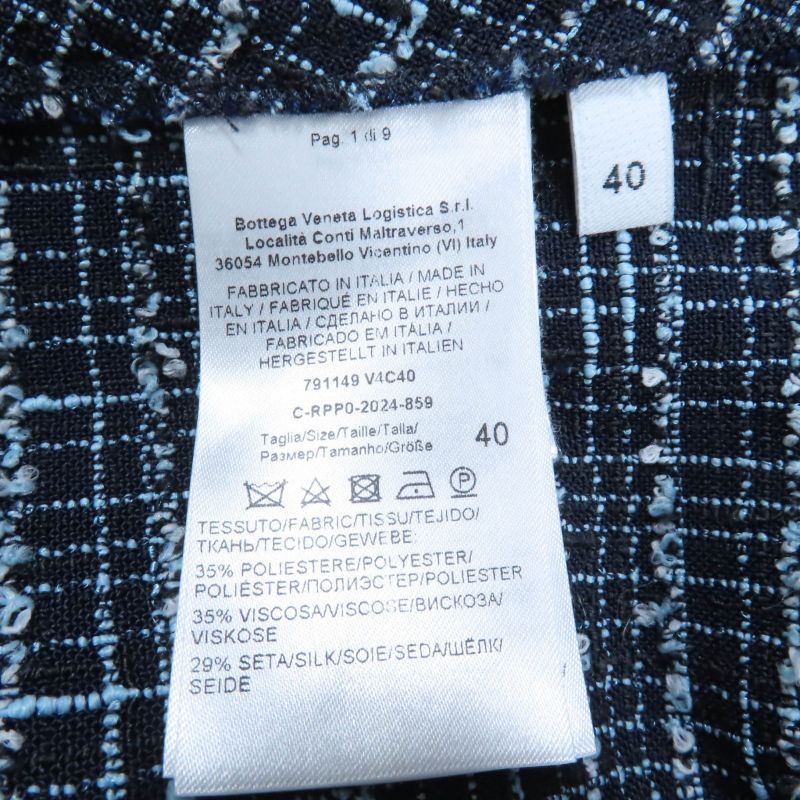 Pag. 1 di 9
40
Bottega Veneta Logistica S.r.l.
Località Conti Maltraverso,1
36054 Montebello Vicentino (VI) Italy
FABBRICATO IN ITALIA / MADE IN
ITALY / FABRIQUÉ EN ITALIE / HECHO
EN ITALIA / СДЕЛАНО В ИТАЛИИ /
FABRICADO EM ITÁLIA /
HERGESTELLT IN ITALIEN
791149 V4C40
C-RPP0-2024-859
Taglia/Size/Taille/Talla/
Размер/Tamanho/Größe 40
P
TESSUTO/FABRIC/TISSU/TEJIDO/
ТКАНЬ/TECIDO/GEWEBE:
35% POLIESTERE/POLYESTER/
POLIÉSTER/ПОЛИЭСТЕР/POLIESTER
35% VISCOSA/VISCOSE/ВИСКОЗА/
VISKOSE
29% SETA/SILK/SOIE/SEDA/ШЁЛК/
SEIDE